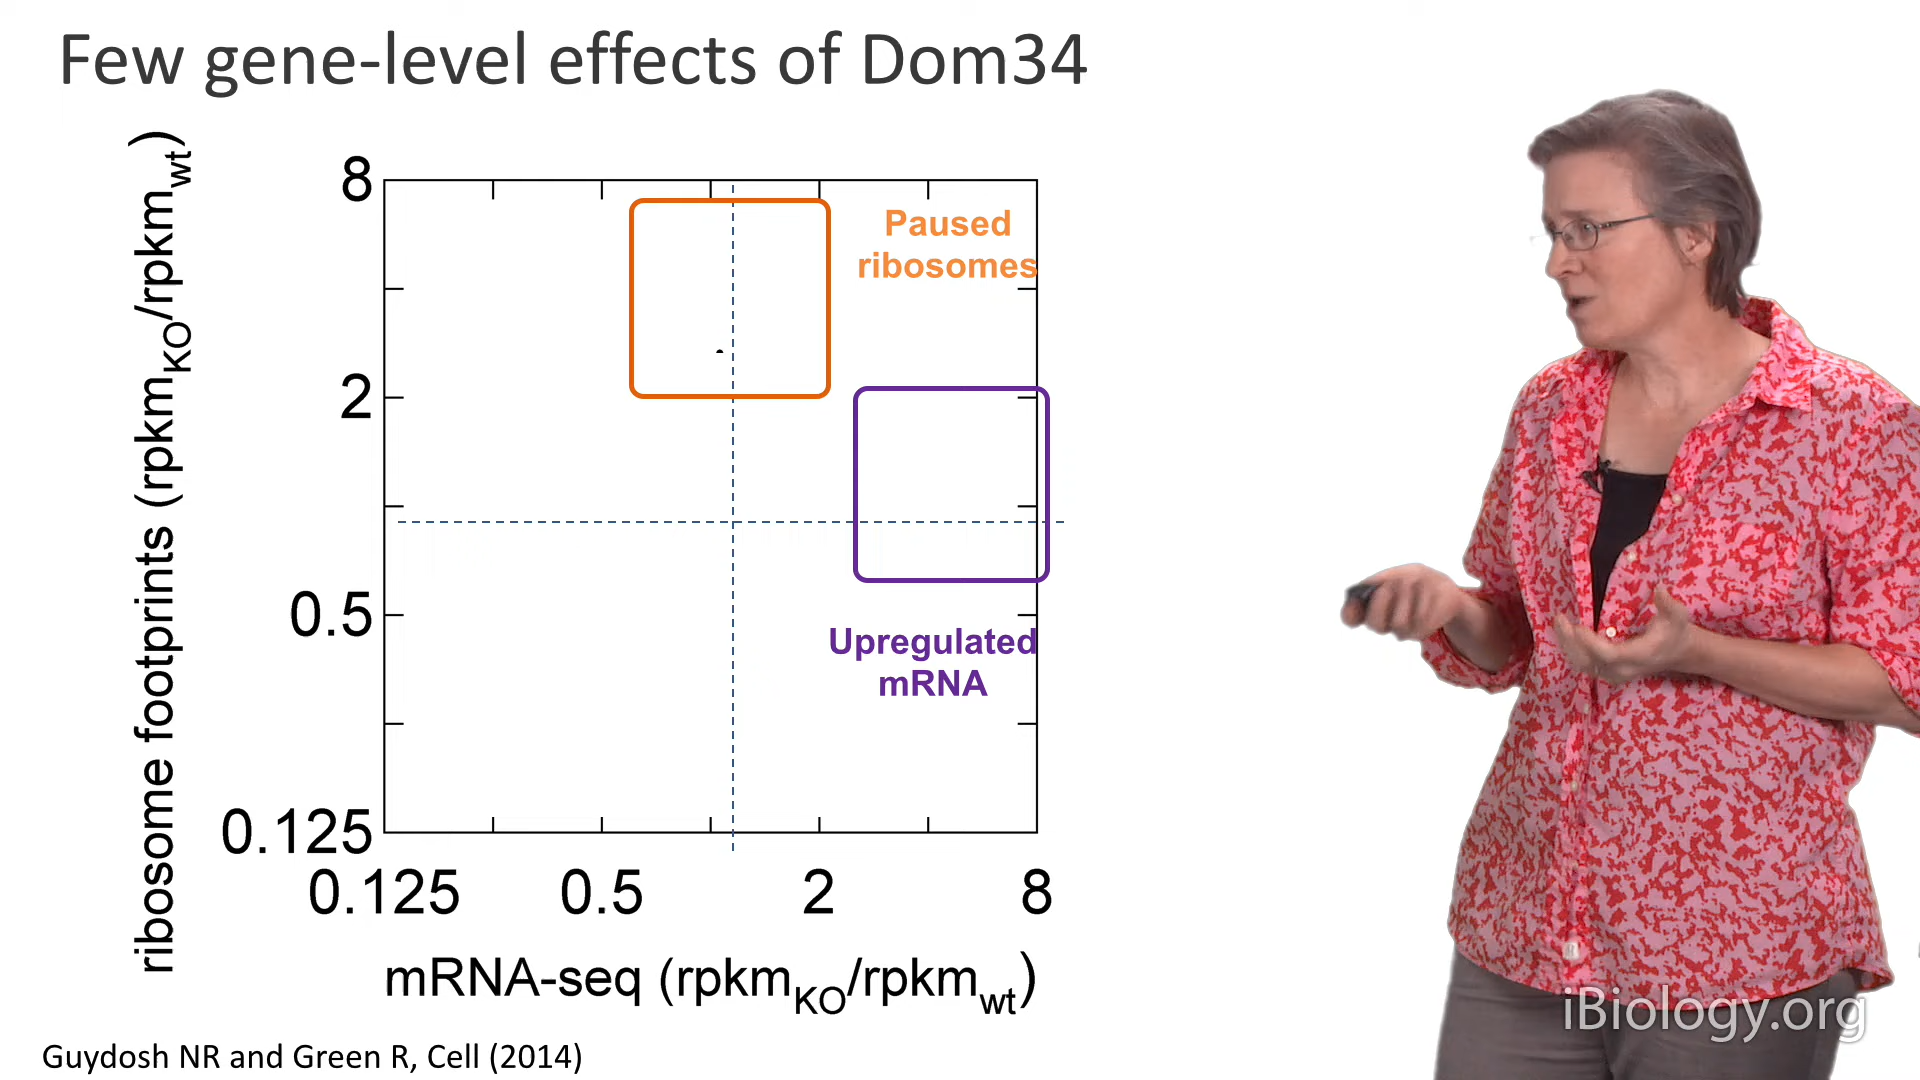 Few gene-level effects of Dom34
ribosome footprints (rpkmKO/rpkmwt)
8
2
0.5
0.125
Paused
ribosomes
Upregulated
mRNA
0.125 0.5 2 8
mRNA-seq (rpkmKO/rpkmwt)
Guydosh NR and Green R, Cell (2014)
iBiology.org